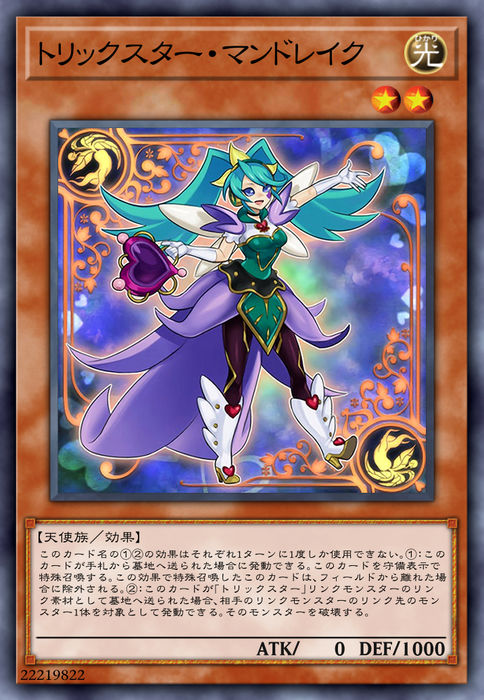 トリックスター・マンドレイク
ひかり
光
【天使族／効果】
このカード名の①②の効果はそれぞれ1ターンに1度しか使用できない。①：この
カードが手札から墓地へ送られた場合に発動できる。このカードを守備表示で
特殊召喚する。この効果で特殊召喚したこのカードは、フィールドから離れた場
合に除外される。②：このカードが「トリックスター」リンクモンスターのリン
ク素材として墓地へ送られた場合、相手のリンクモンスターのリンク先のモン
スター1体を対象として発動できる。そのモンスターを破壊する。
ATK/ 0 DEF/1000
22219822